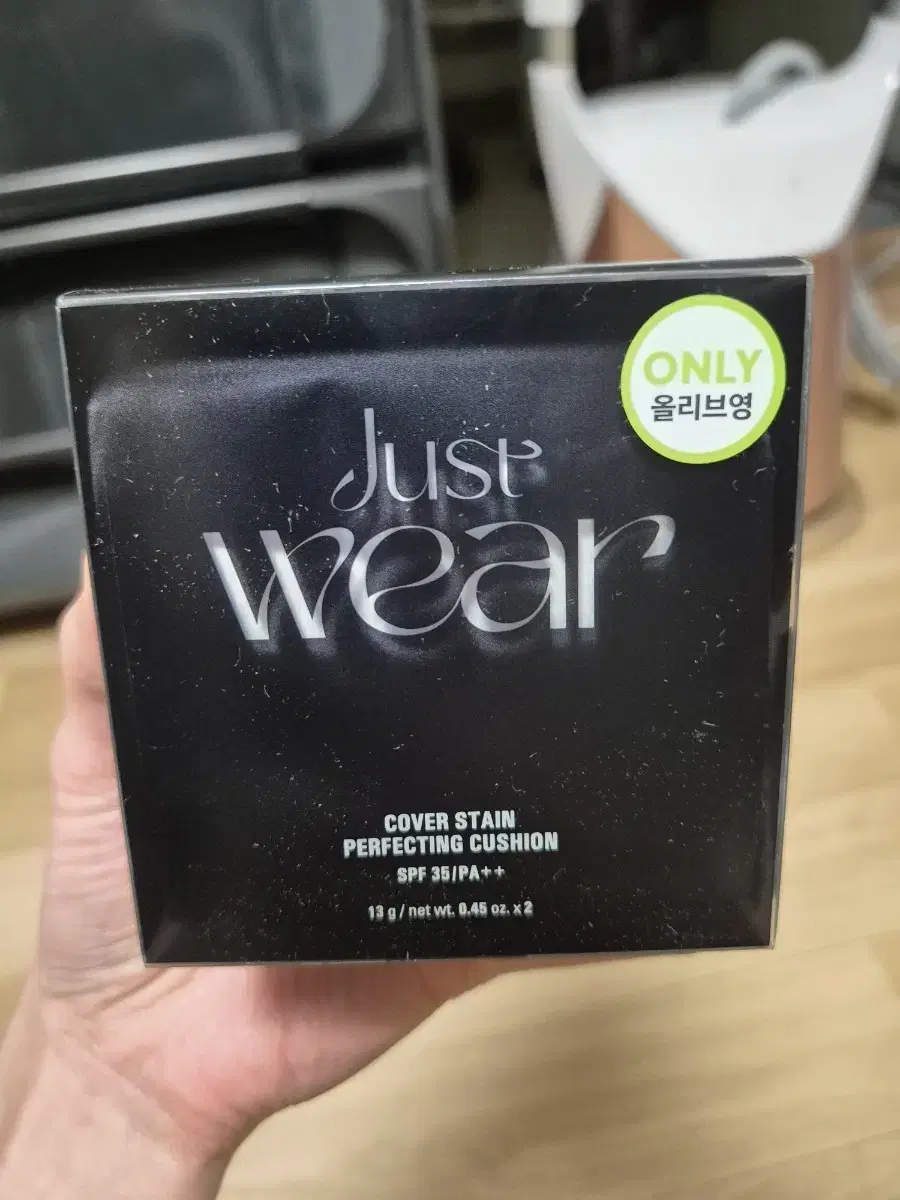 ONLY
올리브영
Just
wear
COVER STAIN
PERFECTING CUSHION
SPF 35/PA++
13 g / net wt. 0.45 oz. x 2